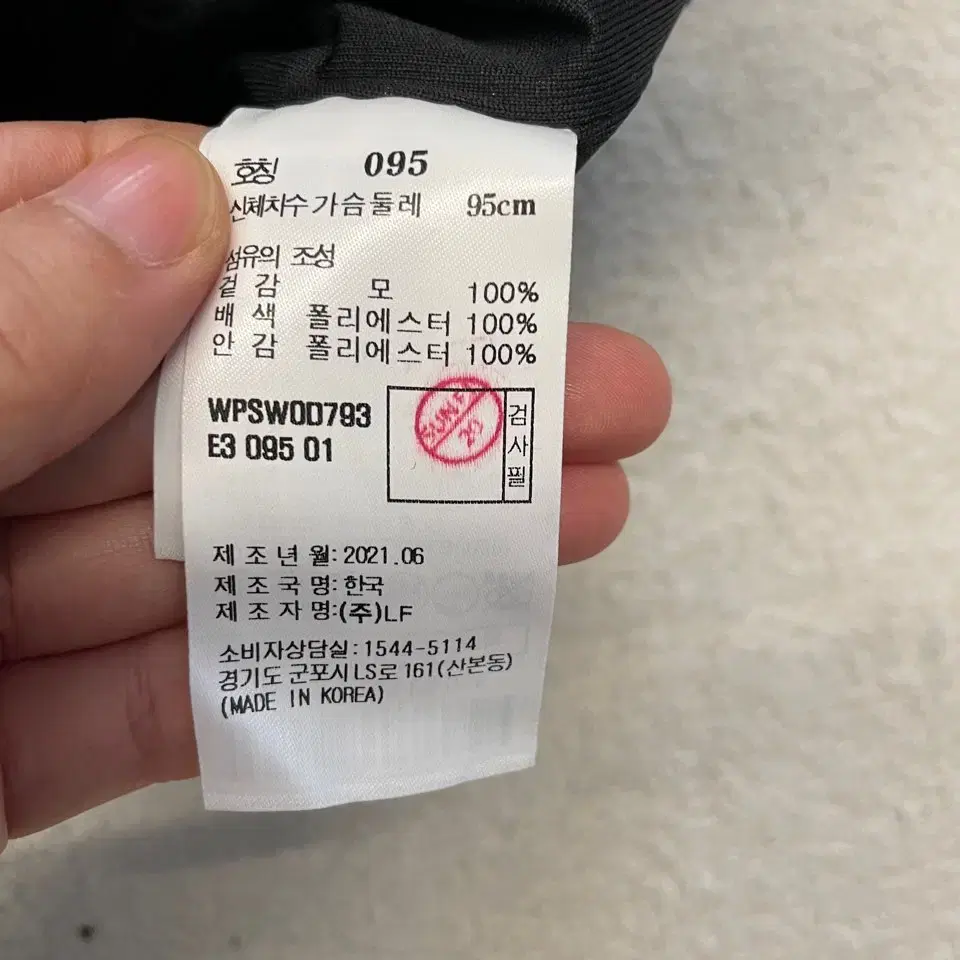 호칭 095
신체치수 가슴둘레 95cm
섬유의 조성
겉 감 모 100%
배 색 폴리에스터 100%
안 감 폴리에스터 100%
WPSWOD793
E3 095 01
검사필
제 조 년 월: 2021.06
제 조 국 명: 한국
제 조 자 명:(주)LF
소비자상담실: 1544-5114
경기도 군포시 LS로 161(산본동)
(MADE IN KOREA)